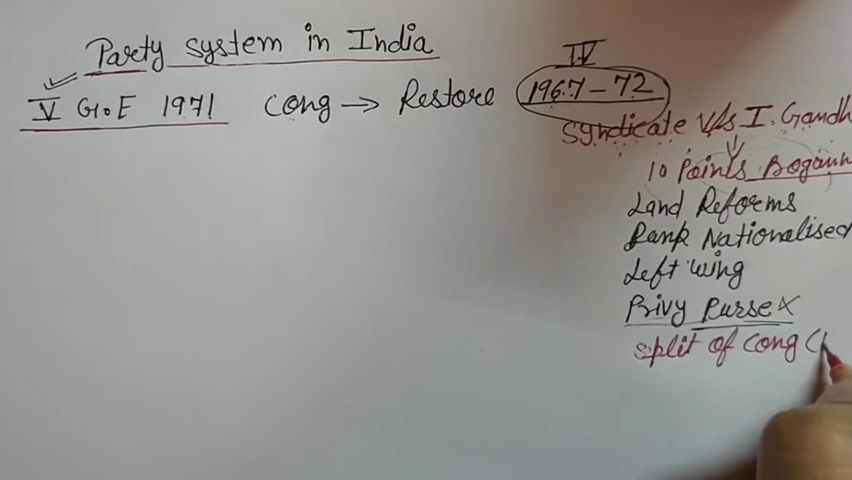 Party system in India
IV
V G.E 1971 Cong → Restore 1967 – 72
Syndicate V/s I. Gandh
10 Points
Land Reforms
Bank Nationalised
Left wing
Privy Purse X
split of Cong (